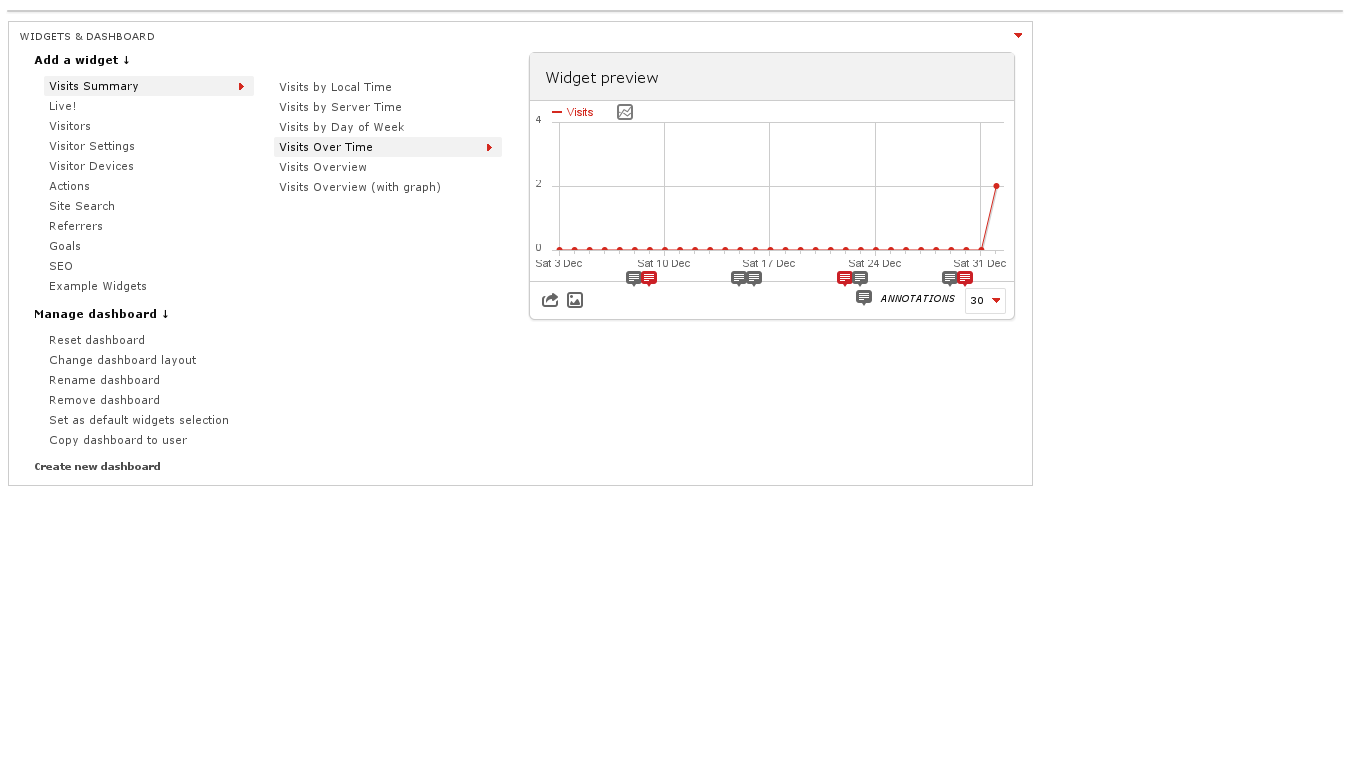 WIDGETS & DASHBOARD
Add a widget ↓
Visits Summary
Live!
Visitors
Visitor Settings
Visitor Devices
Actions
Site Search
Referrers
Goals
SEO
Example Widgets
Manage dashboard ↓
Reset dashboard
Change dashboard layout
Rename dashboard
Remove dashboard
Set as default widgets selection
Copy dashboard to user
Create new dashboard
Visits by Local Time
Visits by Server Time
Visits by Day of Week
Visits Over Time
Visits Overview
Visits Overview (with graph)
Widget preview
Visits
4
2
0
Sat 3 Dec Sat 10 Dec Sat 17 Dec Sat 24 Dec Sat 31 Dec
ANNOTATIONS 30